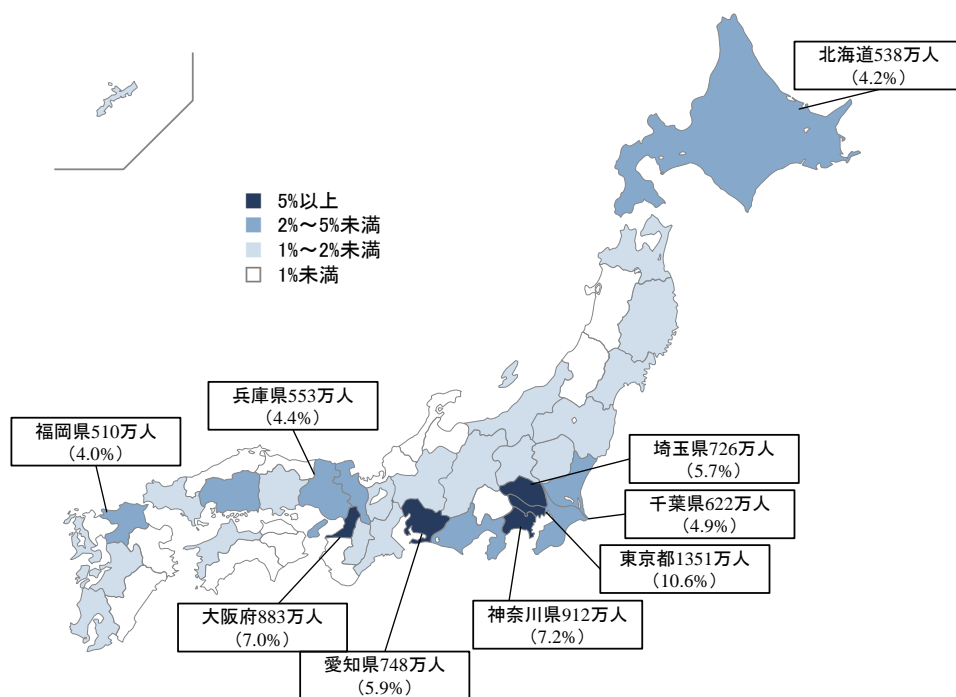 北海道538万人
（4.2%）
5%以上
2%～5%未満
1%～2%未満
1%未満
兵庫県553万人
（4.4%）
福岡県510万人
（4.0%）
埼玉県726万人
（5.7%）
千葉県622万人
（4.9%）
東京都1351万人
（10.6%）
大阪府883万人
（7.0%）
神奈川県912万人
（7.2%）
愛知県748万人
（5.9%）